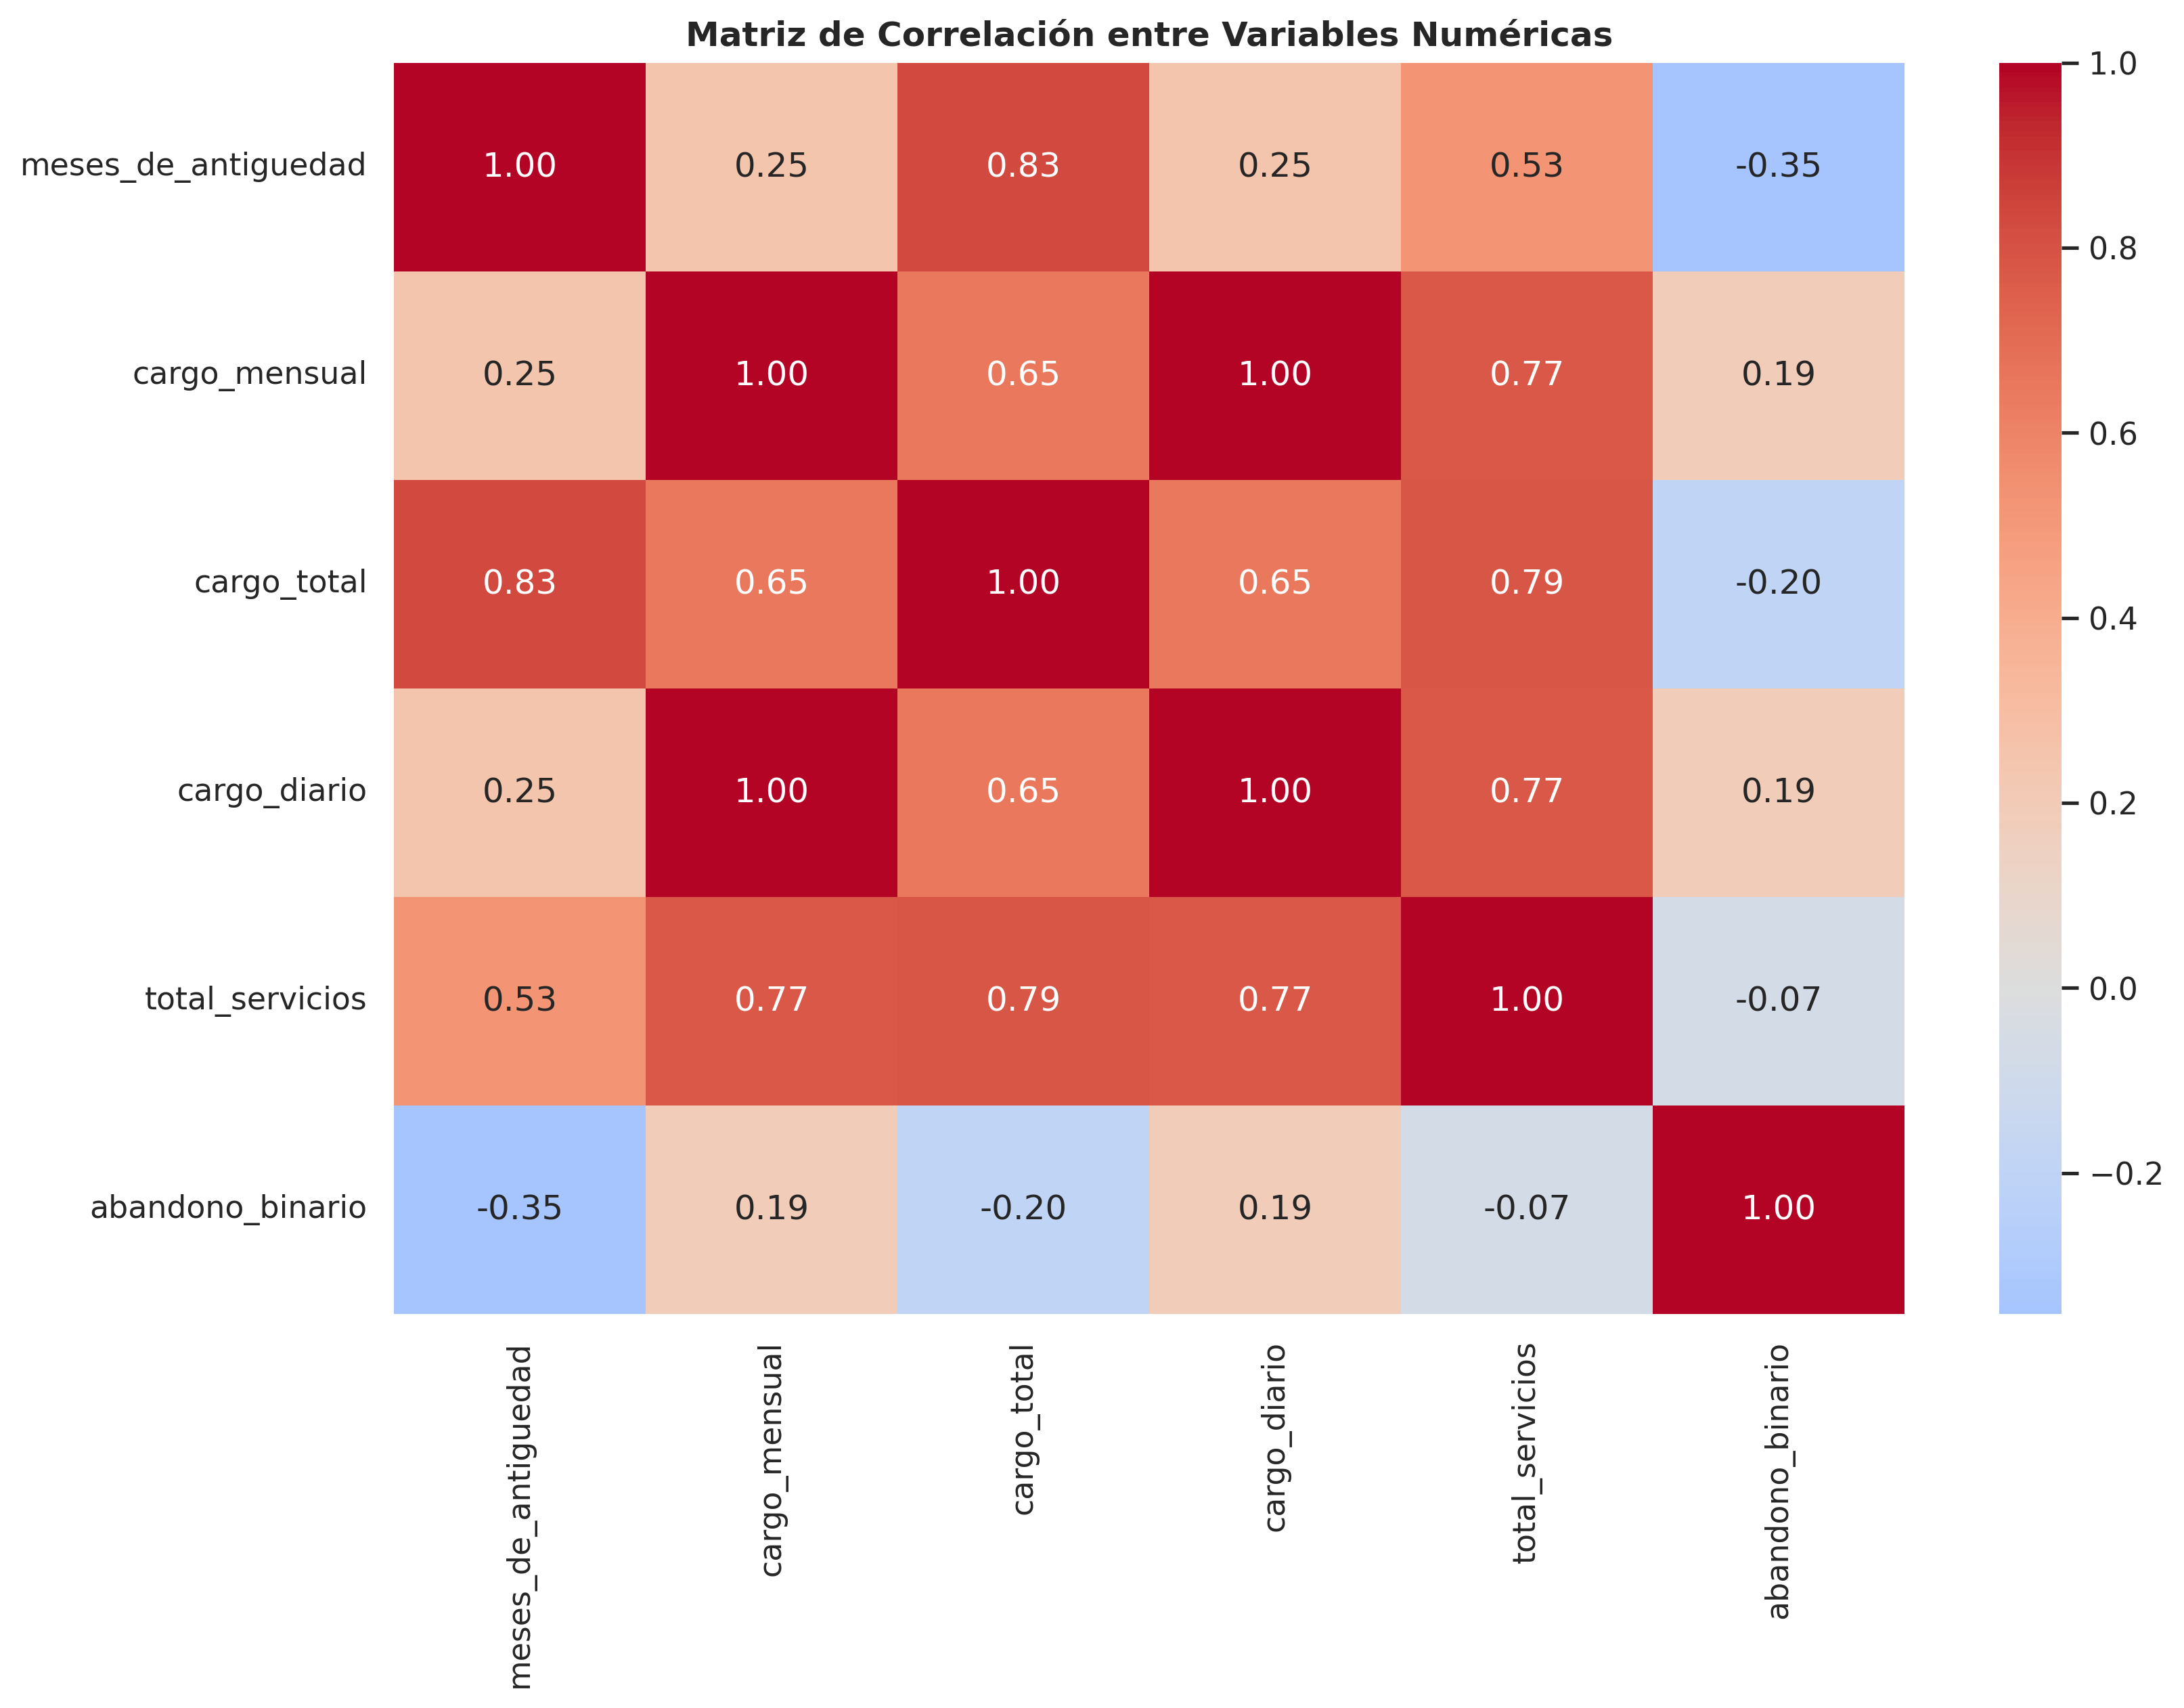 Matriz de Correlación entre Variables Numéricas
meses_de_antiguedad 1.00 0.25 0.83 0.25 0.53 -0.35
cargo_mensual 0.25 1.00 0.65 1.00 0.77 0.19
cargo_total 0.83 0.65 1.00 0.65 0.79 -0.20
cargo_diario 0.25 1.00 0.65 1.00 0.77 0.19
total_servicios 0.53 0.77 0.79 0.77 1.00 -0.07
abandono_binario -0.35 0.19 -0.20 0.19 -0.07 1.00
meses_de_antiguedad
cargo_mensual
cargo_total
cargo_diario
total_servicios
abandono_binario
1.0
0.8
0.6
0.4
0.2
0.0
−0.2